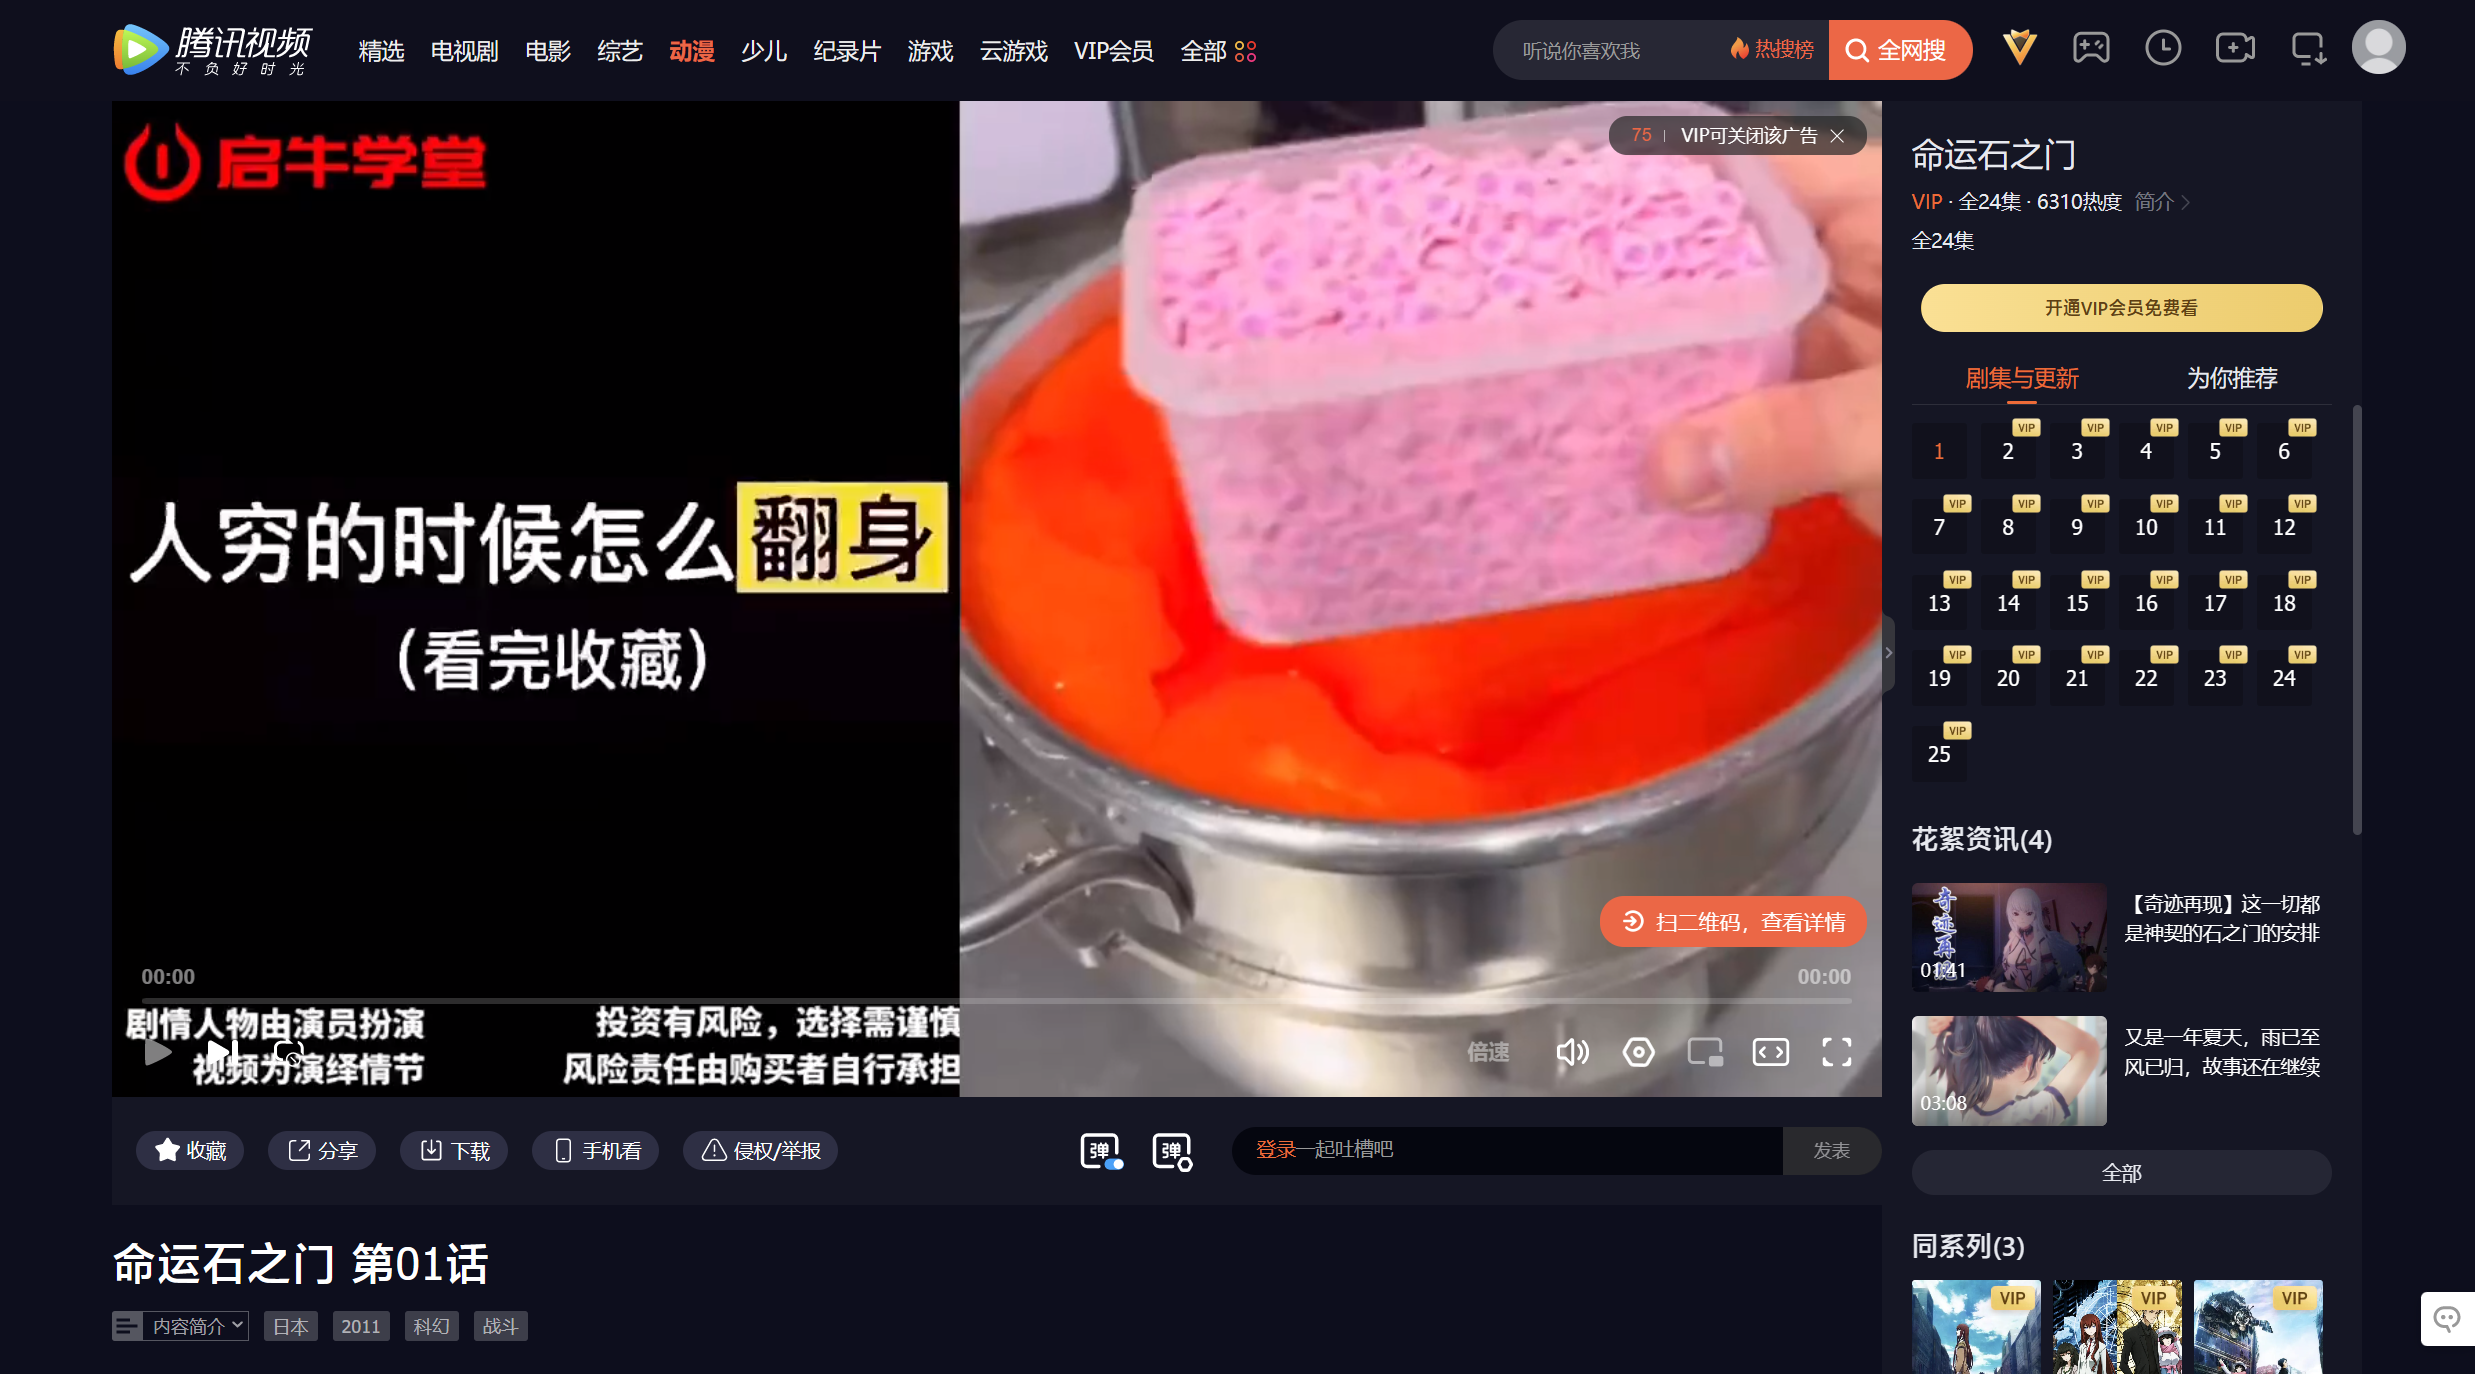 腾讯视频
不负好时光
精选 电视剧 电影 综艺 动漫 少儿 纪录片 游戏 云游戏 VIP会员 全部
听说你喜欢我 热搜榜 全网搜
启牛学堂
75 | VIP可关闭该广告
人穷的时候怎么翻身
(看完收藏)
扫二维码，查看详情
00:00 00:00
剧情人物由演员扮演 投资有风险，选择需谨慎
视频为演绎情节 风险责任由购买者自行承担
倍速
收藏 分享 下载 手机看 侵权/举报
弹 弹 登录一起吐槽吧 发表
命运石之门 第01话
内容简介 日本 2011 科幻 战斗
命运石之门
VIP · 全24集 · 6310热度 简介
全24集
开通VIP会员免费看
剧集与更新 为你推荐
VIP VIP VIP VIP VIP
1 2 3 4 5 6
VIP VIP VIP VIP VIP VIP
7 8 9 10 11 12
VIP VIP VIP VIP VIP VIP
13 14 15 16 17 18
VIP VIP VIP VIP VIP VIP
19 20 21 22 23 24
VIP
25
花絮资讯(4)
奇迹再现
01:41
【奇迹再现】这一切都
是神契的石之门的安排
03:08
又是一年夏天，雨已至
风已归，故事还在继续
全部
同系列(3)
VIP VIP VIP